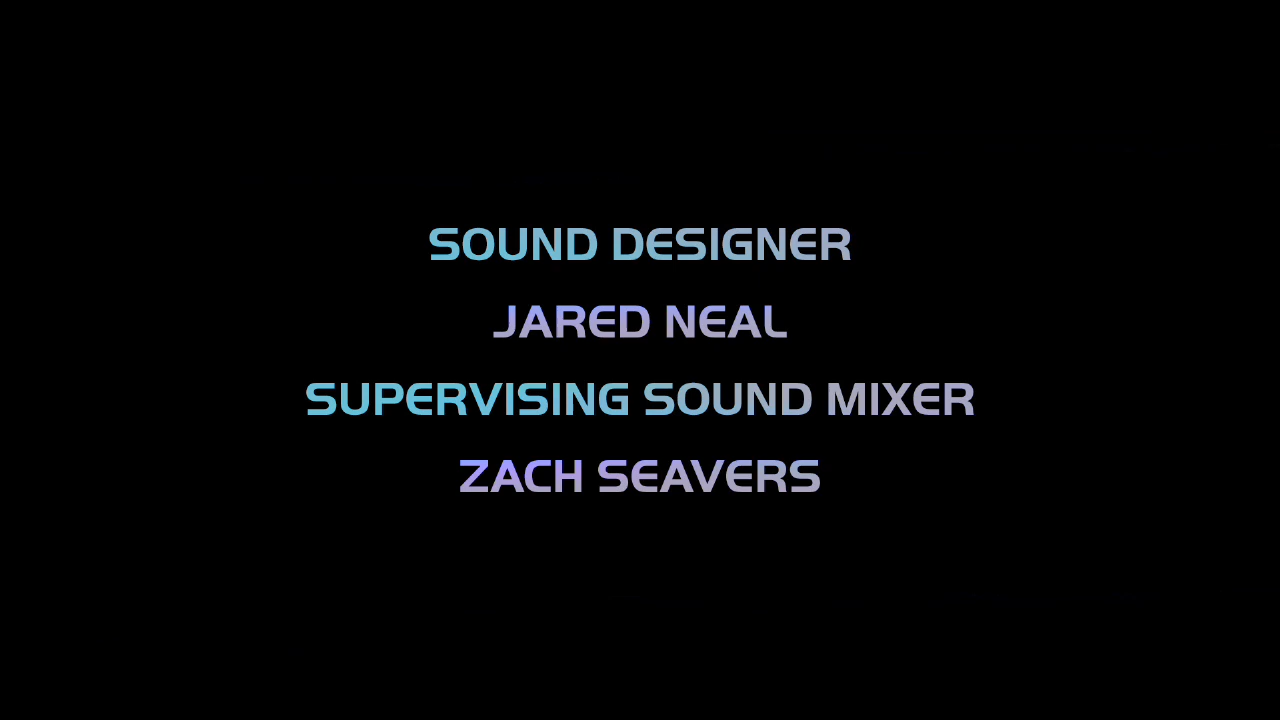 SOUND DESIGNER
JARED NEAL
SUPERVISING SOUND MIXER
ZACH SEAVERS